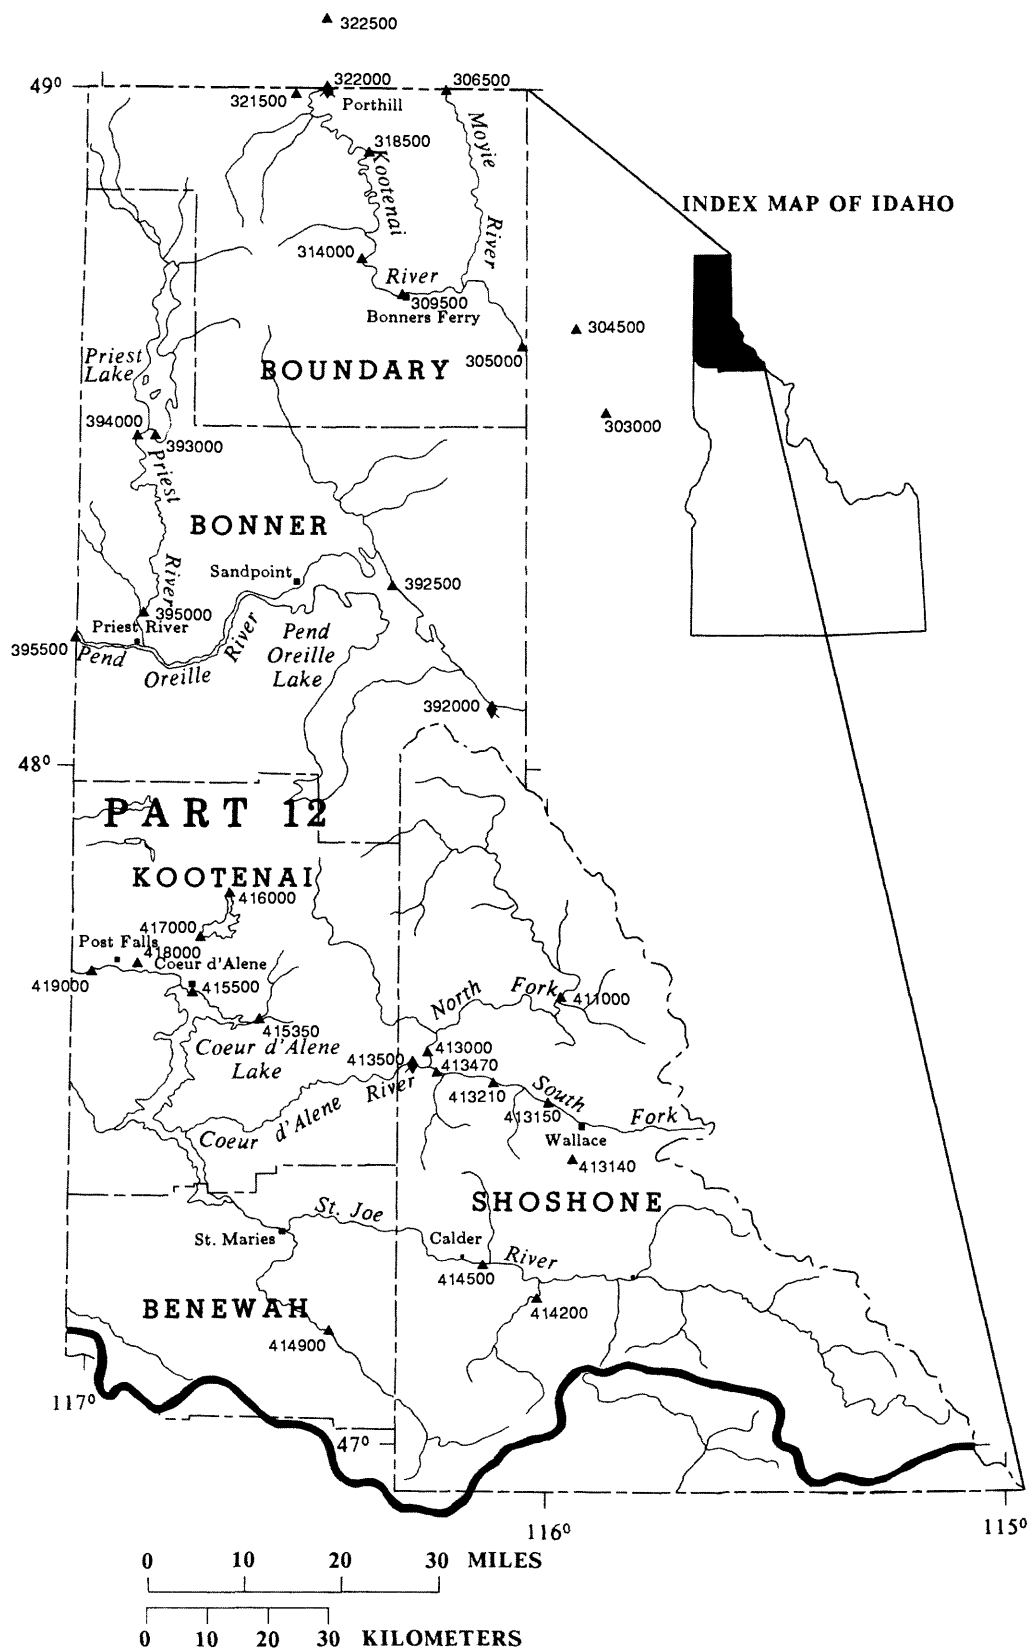 322500
49°
322000
306500
321500
Porthill
318500
Moyie
River
Kootenai
River
INDEX MAP OF IDAHO
314000
309500
Bonners Ferry
304500
305000
Priest
Lake
BOUNDARY
303000
394000
393000
Priest
River
BONNER
Sandpoint
392500
395000
Priest River
395500
Pend
Oreille
River
Pend
Oreille
Lake
392000
48°
PART 12
KOOTENAI
416000
417000
Post Falls
418000
Coeur d'Alene
419000
415500
North
Fork
411000
415350
Coeur d'Alene
Lake
413000
413500
413470
River
413210
South
Fork
413150
Coeur
d'Alene
Wallace
413140
SHOSHONE
St. Joe
River
St. Maries
Calder
414500
BENEWAH
414200
414900
117°
47°
116°
115°
0 10 20 30 MILES
0 10 20 30 KILOMETERS